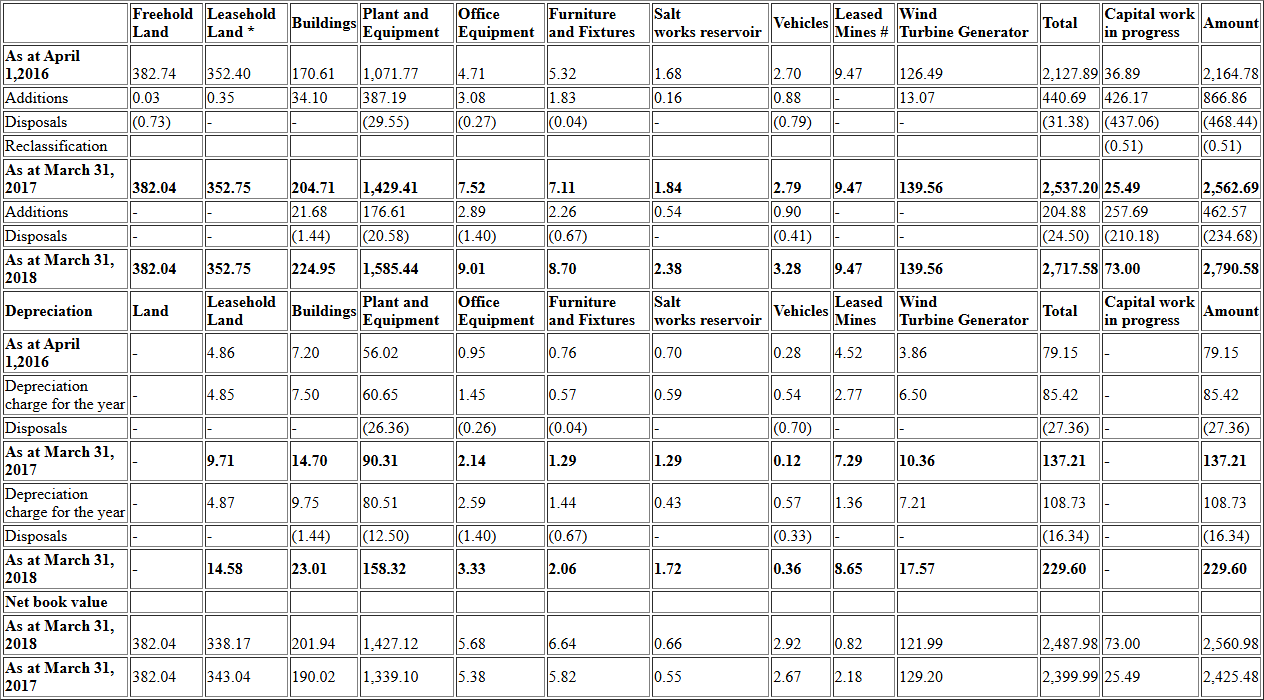 Freehold Land Leasehold Land * Buildings Plant and Equipment Office Equipment Furniture and Fixtures Salt works reservoir Vehicles Leased Mines # Wind Turbine Generator Total Capital work in progress Amount
As at April 1,2016 382.74 352.40 170.61 1,071.77 4.71 5.32 1.68 2.70 9.47 126.49 2,127.89 36.89 2,164.78
Additions 0.03 0.35 34.10 387.19 3.08 1.83 0.16 0.88 - 13.07 440.69 426.17 866.86
Disposals (0.73) - - (29.55) (0.27) (0.04) - (0.79) - - (31.38) (437.06) (468.44)
Reclassification (0.51) (0.51)
As at March 31, 2017 382.04 352.75 204.71 1,429.41 7.52 7.11 1.84 2.79 9.47 139.56 2,537.20 25.49 2,562.69
Additions - - 21.68 176.61 2.89 2.26 0.54 0.90 - - 204.88 257.69 462.57
Disposals - - (1.44) (20.58) (1.40) (0.67) - (0.41) - - (24.50) (210.18) (234.68)
As at March 31, 2018 382.04 352.75 224.95 1,585.44 9.01 8.70 2.38 3.28 9.47 139.56 2,717.58 73.00 2,790.58
Depreciation Land Leasehold Land Buildings Plant and Equipment Office Equipment Furniture and Fixtures Salt works reservoir Vehicles Leased Mines Wind Turbine Generator Total Capital work in progress Amount
As at April 1,2016 - 4.86 7.20 56.02 0.95 0.76 0.70 0.28 4.52 3.86 79.15 - 79.15
Depreciation charge for the year - 4.85 7.50 60.65 1.45 0.57 0.59 0.54 2.77 6.50 85.42 - 85.42
Disposals - - - (26.36) (0.26) (0.04) - (0.70) - - (27.36) - (27.36)
As at March 31, 2017 - 9.71 14.70 90.31 2.14 1.29 1.29 0.12 7.29 10.36 137.21 - 137.21
Depreciation charge for the year - 4.87 9.75 80.51 2.59 1.44 0.43 0.57 1.36 7.21 108.73 - 108.73
Disposals - - (1.44) (12.50) (1.40) (0.67) - (0.33) - - (16.34) - (16.34)
As at March 31, 2018 - 14.58 23.01 158.32 3.33 2.06 1.72 0.36 8.65 17.57 229.60 - 229.60
Net book value
As at March 31, 2018 382.04 338.17 201.94 1,427.12 5.68 6.64 0.66 2.92 0.82 121.99 2,487.98 73.00 2,560.98
As at March 31, 2017 382.04 343.04 190.02 1,339.10 5.38 5.82 0.55 2.67 2.18 129.20 2,399.99 25.49 2,425.48